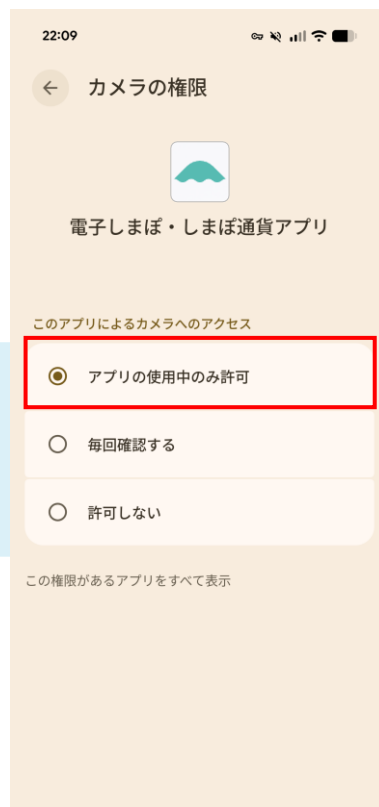 22:09
カメラの権限
電子しまぽ・しまぽ通貨アプリ
このアプリによるカメラへのアクセス
アプリの使用中のみ許可
毎回確認する
許可しない
この権限があるアプリをすべて表示